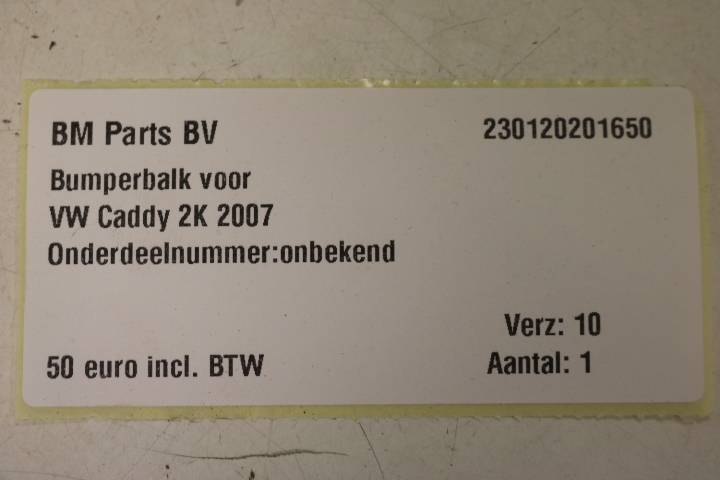 BM Parts BV 230120201650
Bumperbalk voor
VW Caddy 2K 2007
Onderdeelnummer:onbekend
Verz: 10
50 euro incl. BTW Aantal: 1